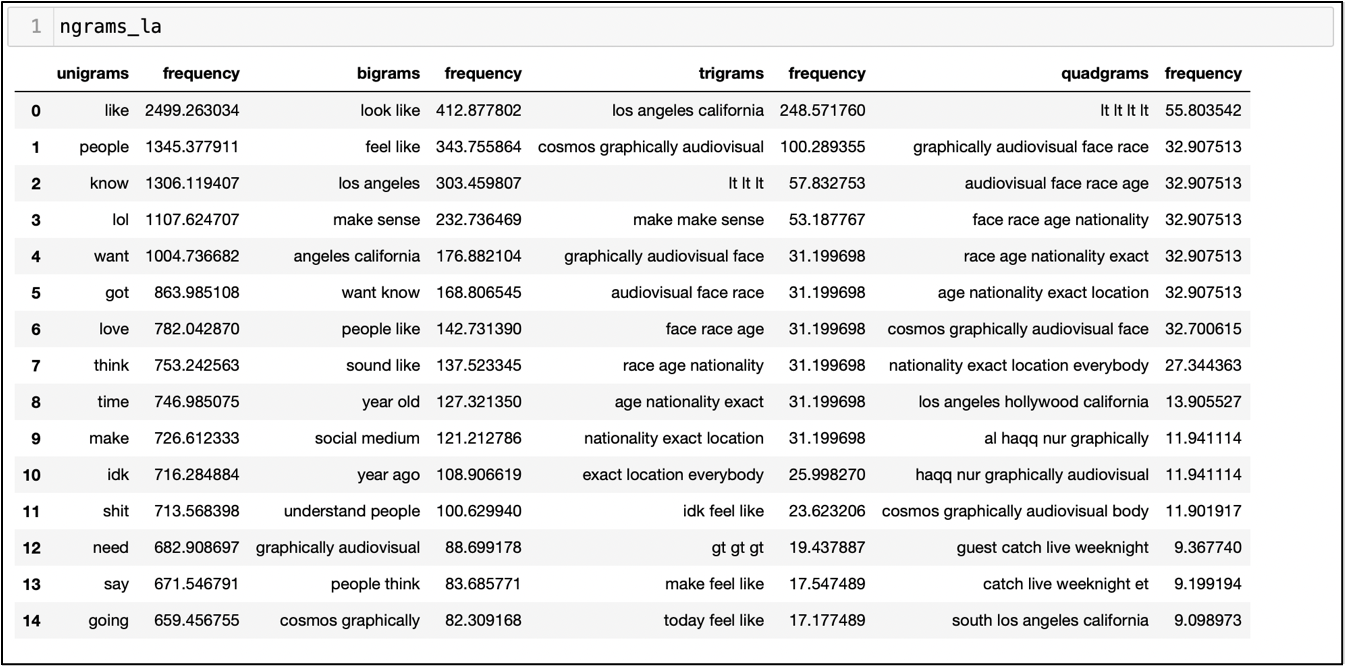 1 ngrams_la
unigrams frequency bigrams frequency trigrams frequency quadgrams frequency
0 like 2499.263034 look like 412.877802 los angeles california 248.571760 lt lt lt lt 55.803542
1 people 1345.377911 feel like 343.755864 cosmos graphically audiovisual 100.289355 graphically audiovisual face race 32.907513
2 know 1306.119407 los angeles 303.459807 lt lt lt 57.832753 audiovisual face race age 32.907513
3 lol 1107.624707 make sense 232.736469 make make sense 53.187767 face race age nationality 32.907513
4 want 1004.736682 angeles california 176.882104 graphically audiovisual face 31.199698 race age nationality exact 32.907513
5 got 863.985108 want know 168.806545 audiovisual face race 31.199698 age nationality exact location 32.907513
6 love 782.042870 people like 142.731390 face race age 31.199698 cosmos graphically audiovisual face 32.700615
7 think 753.242563 sound like 137.523345 race age nationality 31.199698 nationality exact location everybody 27.344363
8 time 746.985075 year old 127.321350 age nationality exact 31.199698 los angeles hollywood california 13.905527
9 make 726.612333 social medium 121.212786 nationality exact location 31.199698 al haqq nur graphically 11.941114
10 idk 716.284884 year ago 108.906619 exact location everybody 25.998270 haqq nur graphically audiovisual 11.941114
11 shit 713.568398 understand people 100.629940 idk feel like 23.623206 cosmos graphically audiovisual body 11.901917
12 need 682.908697 graphically audiovisual 88.699178 gt gt gt 19.437887 guest catch live weeknight 9.367740
13 say 671.546791 people think 83.685771 make feel like 17.547489 catch live weeknight et 9.199194
14 going 659.456755 cosmos graphically 82.309168 today feel like 17.177489 south los angeles california 9.098973